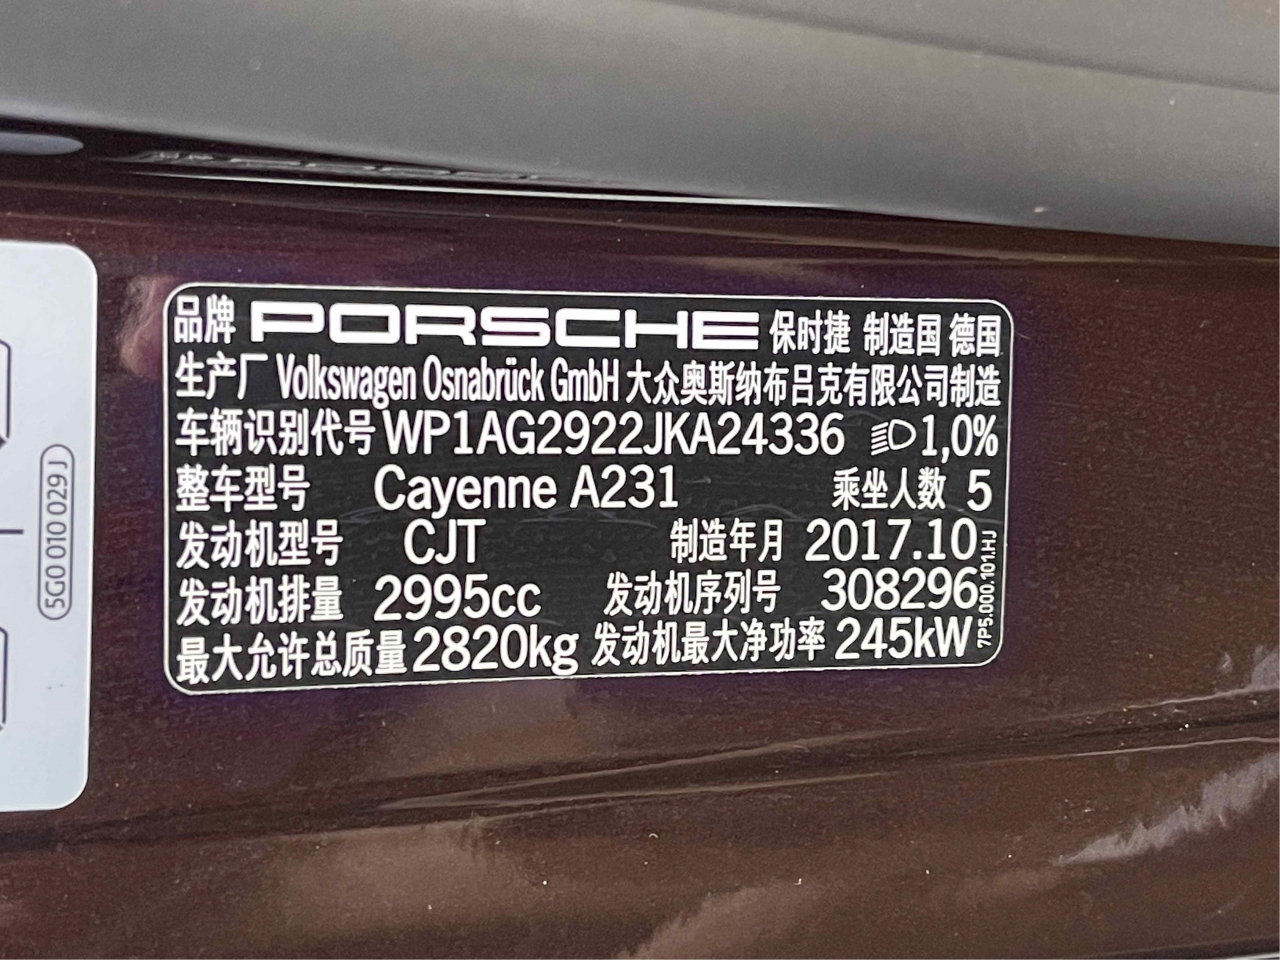 品牌 PORSCHE 保时捷 制造国 德国
生产厂 Volkswagen Osnabrück GmbH 大众奥斯纳布吕克有限公司制造
车辆识别代号 WP1AG2922JKA24336 1,0%
整车型号 Cayenne A231 乘坐人数 5
发动机型号 CJT 制造年月 2017.10
发动机排量 2995cc 发动机序列号 308296
最大允许总质量 2820kg 发动机最大净功率 245kW
7P5.000.101.HJ
5G0 010 029 J